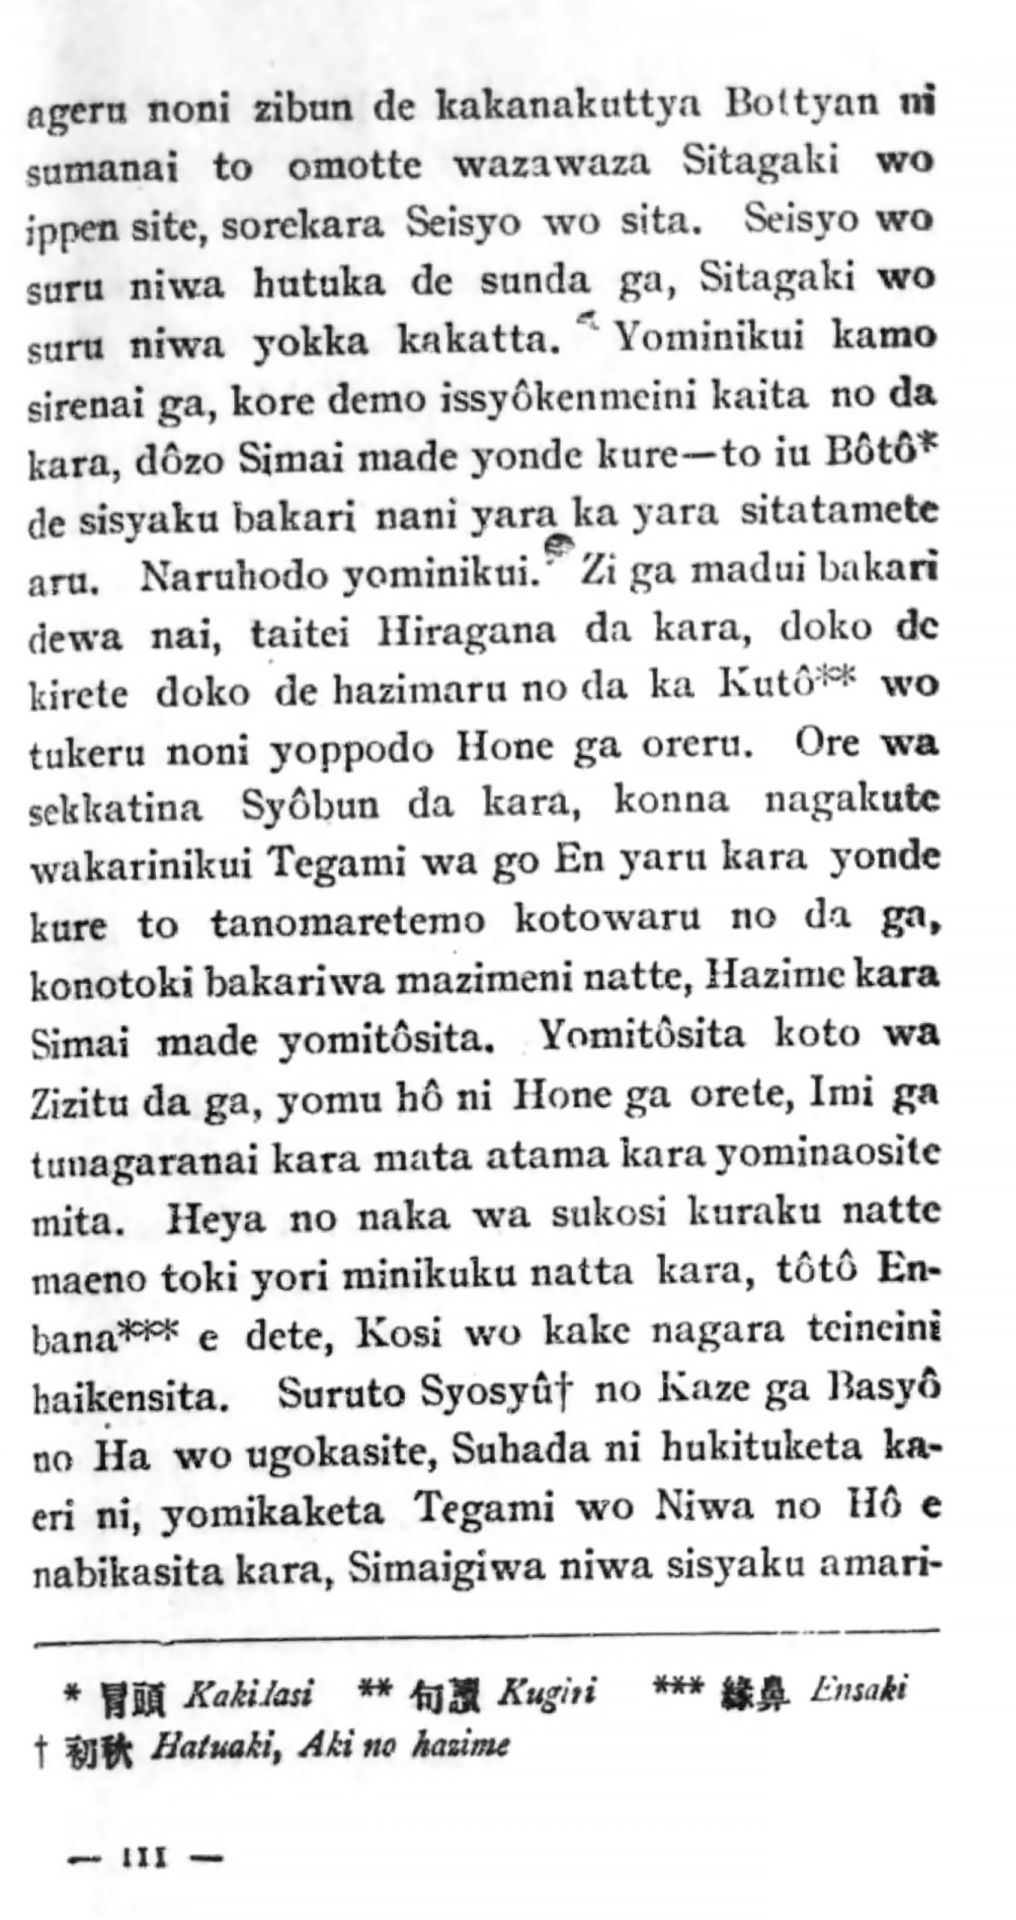 ageru noni zibun de kakanakuttya Bottyan ni
sumanai to omotte wazawaza Sitagaki wo
ippen site, sorekara Seisyo wo sita. Seisyo wo
suru niwa hutuka de sunda ga, Sitagaki wo
suru niwa yokka kakatta. Yominikui kamo
sirenai ga, kore demo issyôkenmeini kaita no da
kara, dôzo Simai made yonde kure—to iu Bôtô*
de sisyaku bakari nani yara ka yara sitatamete
aru. Naruhodo yominikui. Zi ga madui bakari
dewa nai, taitei Hiragana da kara, doko de
kirete doko de hazimaru no da ka Kutô** wo
tukeru noni yoppodo Hone ga oreru. Ore wa
sekkatina Syôbun da kara, konna nagakute
wakarinikui Tegami wa go En yaru kara yonde
kure to tanomaretemo kotowaru no da ga,
konotoki bakariwa mazimeni natte, Hazime kara
Simai made yomitôsita. Yomitôsita koto wa
Zizitu da ga, yomu hô ni Hone ga orete, Imi ga
tunagaranai kara mata atama kara yominaosite
mita. Heya no naka wa sukosi kuraku natte
maeno toki yori minikuku natta kara, tôtô En-
bana*** e dete, Kosi wo kake nagara teineini
haikensita. Suruto Syosyû† no Kaze ga Basyô
no Ha wo ugokasite, Suhada ni hukituketa ka-
eri ni, yomikaketa Tegami wo Niwa no Hô e
nabikasita kara, Simaigiwa niwa sisyaku amari-
* 冒頭 Kakidasi ** 句讀 Kugiri *** 緣鼻 Ensaki
† 初秋 Hatuaki, Aki no hazime
— 111 —